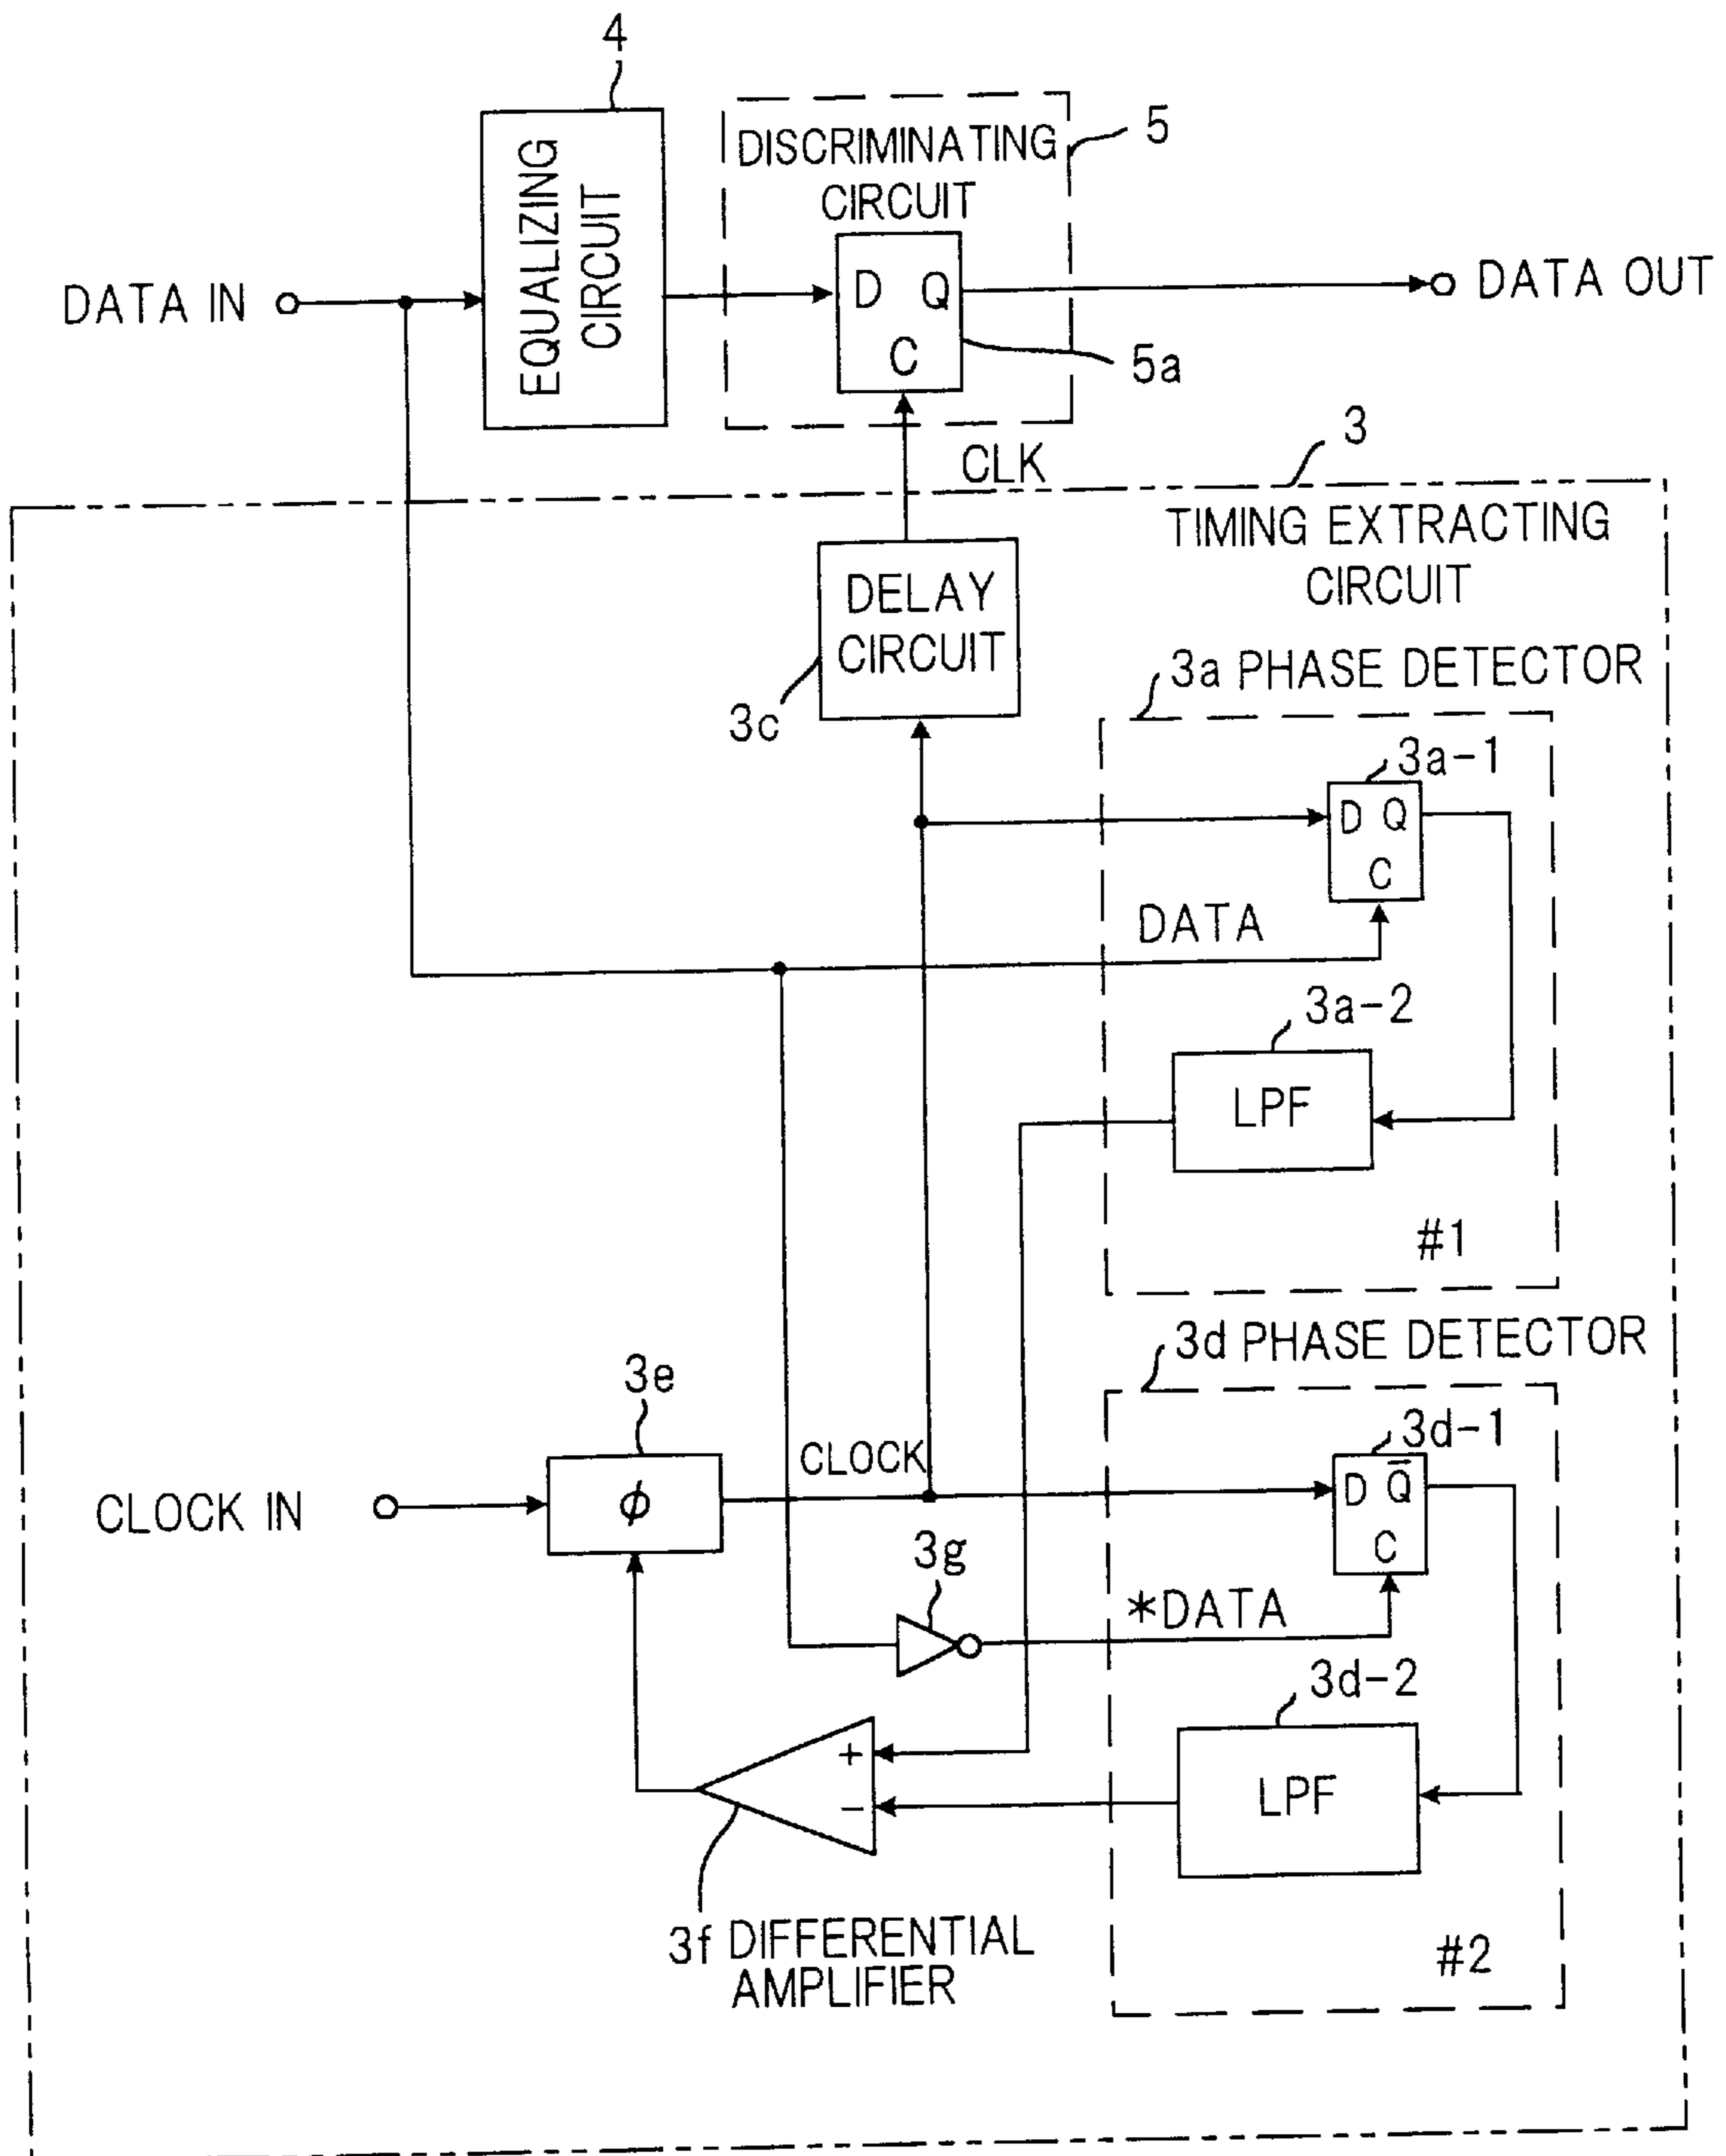 4
EQUALIZING
CIRCUIT
DISCRIMINATING
CIRCUIT
5
DATA IN
D Q
C
5a
DATA OUT
CLK
3
TIMING EXTRACTING
CIRCUIT
DELAY
CIRCUIT
3c
3a PHASE DETECTOR
3a-1
D Q
C
DATA
3a-2
LPF
#1
3d PHASE DETECTOR
3e
3d-1
CLOCK
CLOCK IN
ϕ
D Q̅
C
3g
*DATA
3d-2
+
−
LPF
3f DIFFERENTIAL
AMPLIFIER
#2